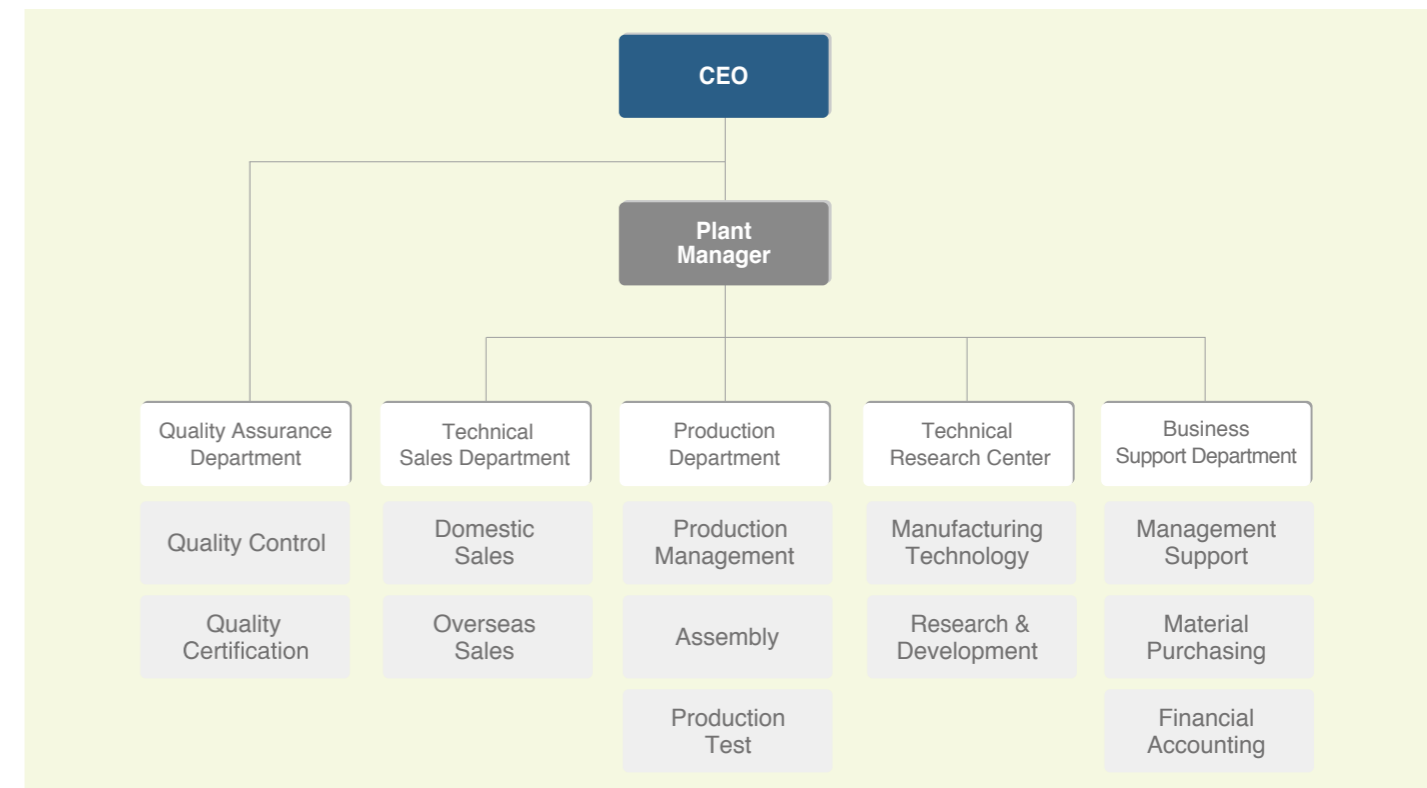 CEO
Plant
Manager
Quality Assurance
Department
Technical
Sales Department
Production
Department
Technical
Research Center
Business
Support Department
Quality Control
Domestic
Sales
Production
Management
Manufacturing
Technology
Management
Support
Quality
Certification
Overseas
Sales
Assembly
Research &
Development
Material
Purchasing
Production
Test
Financial
Accounting